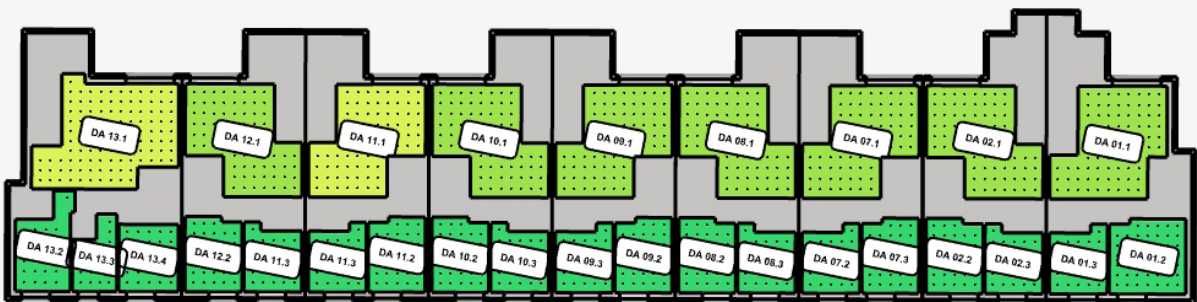 DA 13.1
DA 12.1
DA 11.1
DA 10.1
DA 09.1
DA 08.1
DA 07.1
DA 02.1
DA 01.1
DA 13.2
DA 13.3
DA 13.4
DA 12.2
DA 11.3
DA 11.3
DA 11.2
DA 10.2
DA 10.3
DA 09.3
DA 09.2
DA 08.2
DA 08.3
DA 07.2
DA 07.3
DA 02.2
DA 02.3
DA 01.3
DA 01.2